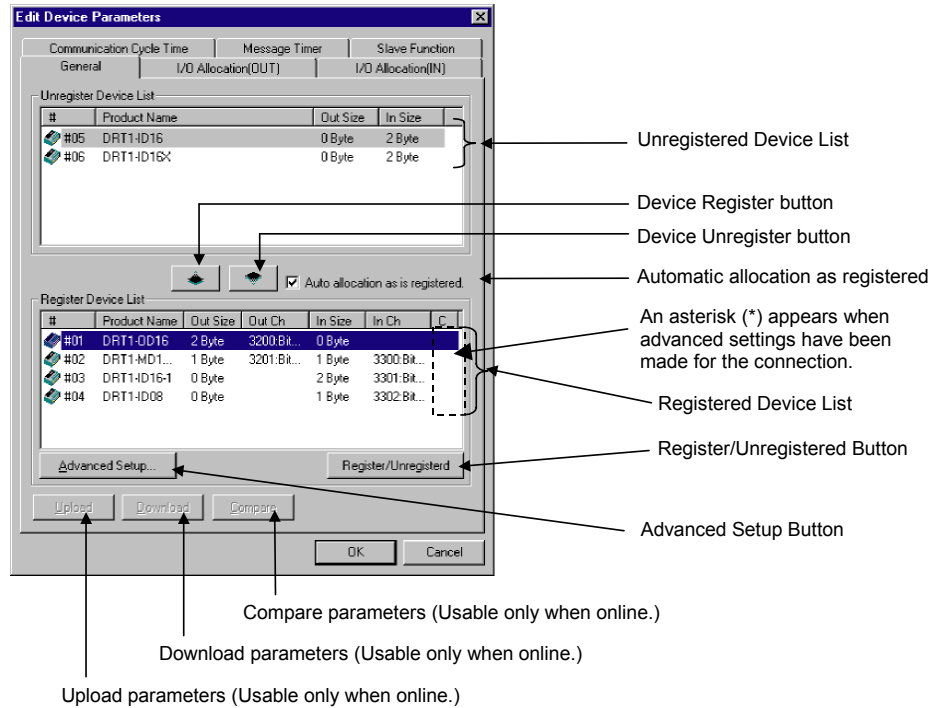 Edit Device Parameters
Communication Cycle Time Message Timer Slave Function
General I/O Allocation(OUT) I/O Allocation(IN)
Unregister Device List
# Product Name Out Size In Size
#05 DRT1-ID16 0 Byte 2 Byte
#06 DRT1-ID16X 0 Byte 2 Byte
Unregistered Device List
Device Register button
Device Unregister button
Auto allocation as is registered.
Automatic allocation as registered
Register Device List
# Product Name Out Size Out Ch In Size In Ch C
#01 DRT1-OD16 2 Byte 3200:Bit... 0 Byte
#02 DRT1-MD1... 1 Byte 3201:Bit... 1 Byte 3300:Bit...
#03 DRT1-ID16-1 0 Byte 2 Byte 3301:Bit...
#04 DRT1-ID08 0 Byte 1 Byte 3302:Bit...
An asterisk (*) appears when
advanced settings have been
made for the connection.
Registered Device List
Advanced Setup... Register/Unregisterd
Register/Unregistered Button
Upload Download Compare
Advanced Setup Button
OK Cancel
Compare parameters (Usable only when online.)
Download parameters (Usable only when online.)
Upload parameters (Usable only when online.)